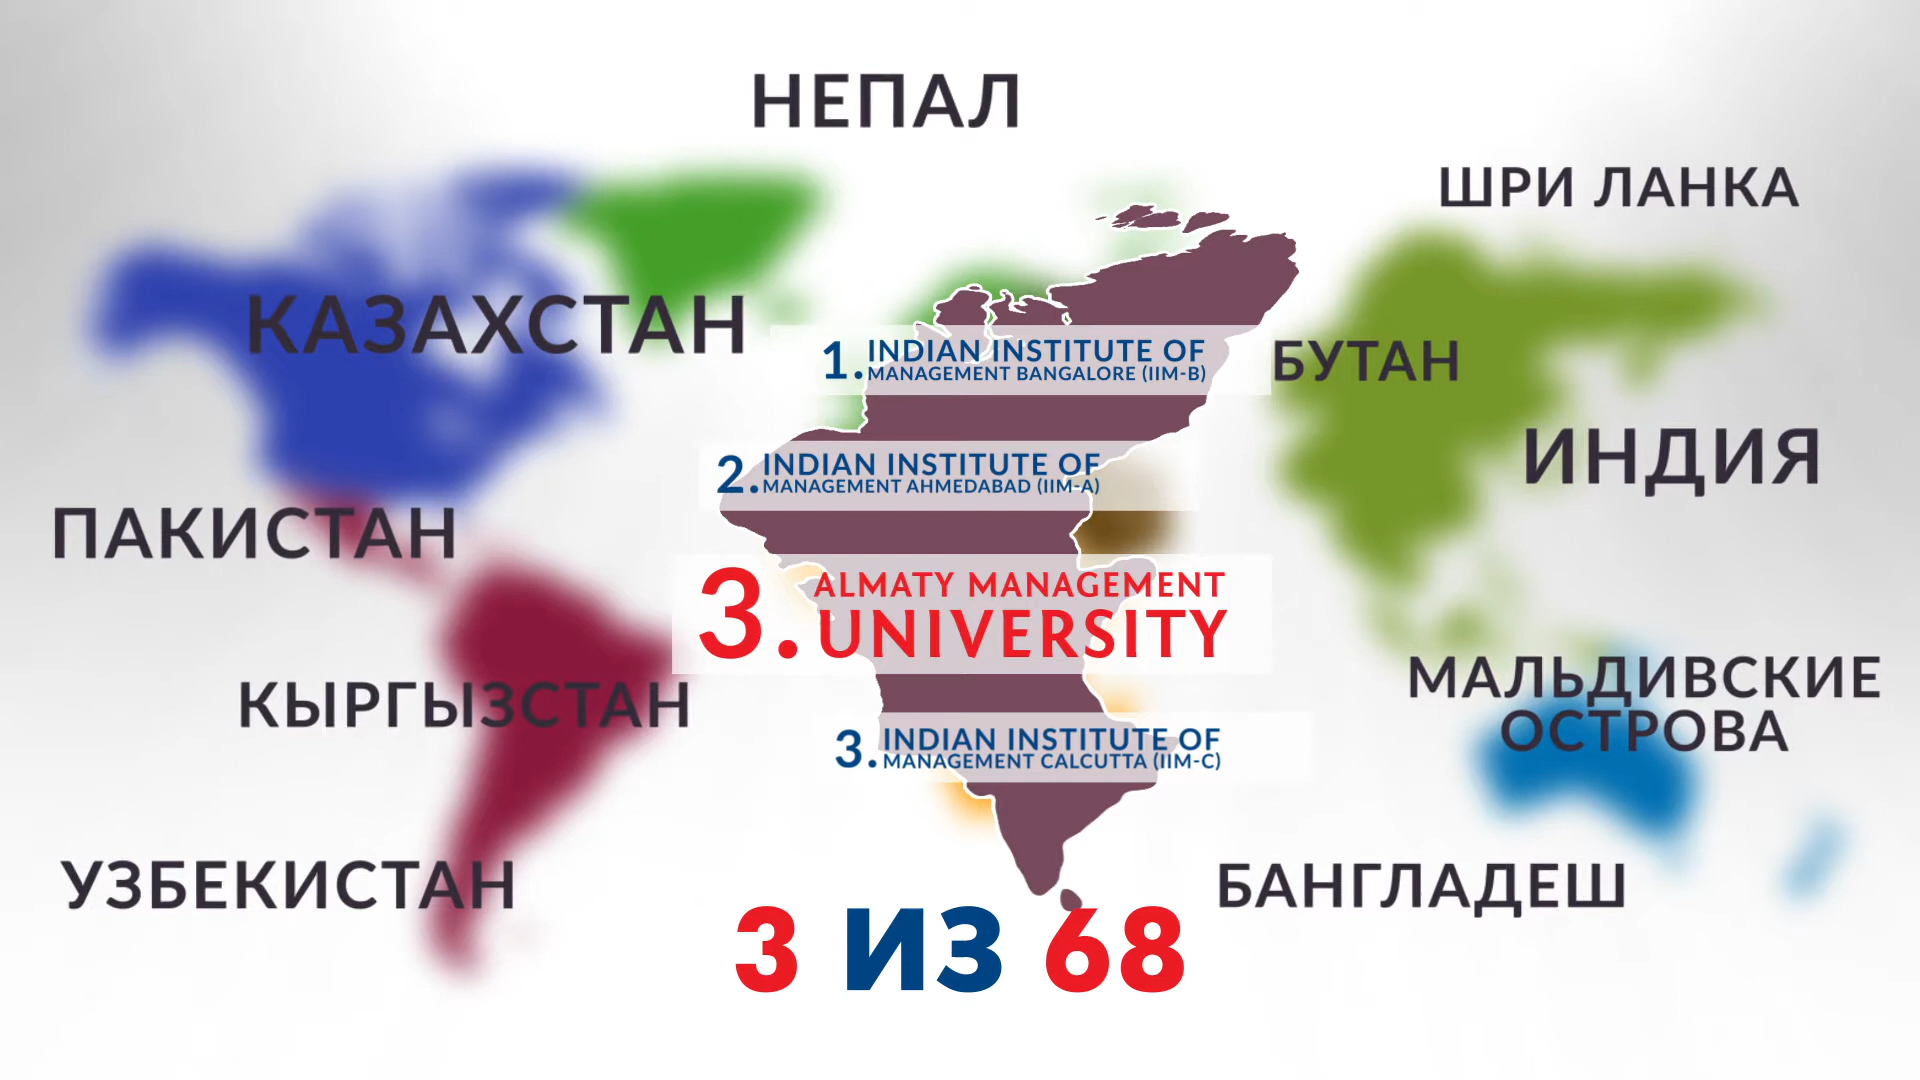 НЕПАЛ
ШРИ ЛАНКА
КАЗАХСТАН
1. INDIAN INSTITUTE OF
MANAGEMENT BANGALORE (IIM-B)
БУТАН
ИНДИЯ
2. INDIAN INSTITUTE OF
MANAGEMENT AHMEDABAD (IIM-A)
ПАКИСТАН
3. ALMATY MANAGEMENT
UNIVERSITY
КЫРГЫЗСТАН
МАЛЬДИВСКИЕ
ОСТРОВА
3. INDIAN INSTITUTE OF
MANAGEMENT CALCUTTA (IIM-C)
УЗБЕКИСТАН
БАНГЛАДЕШ
3 ИЗ 68